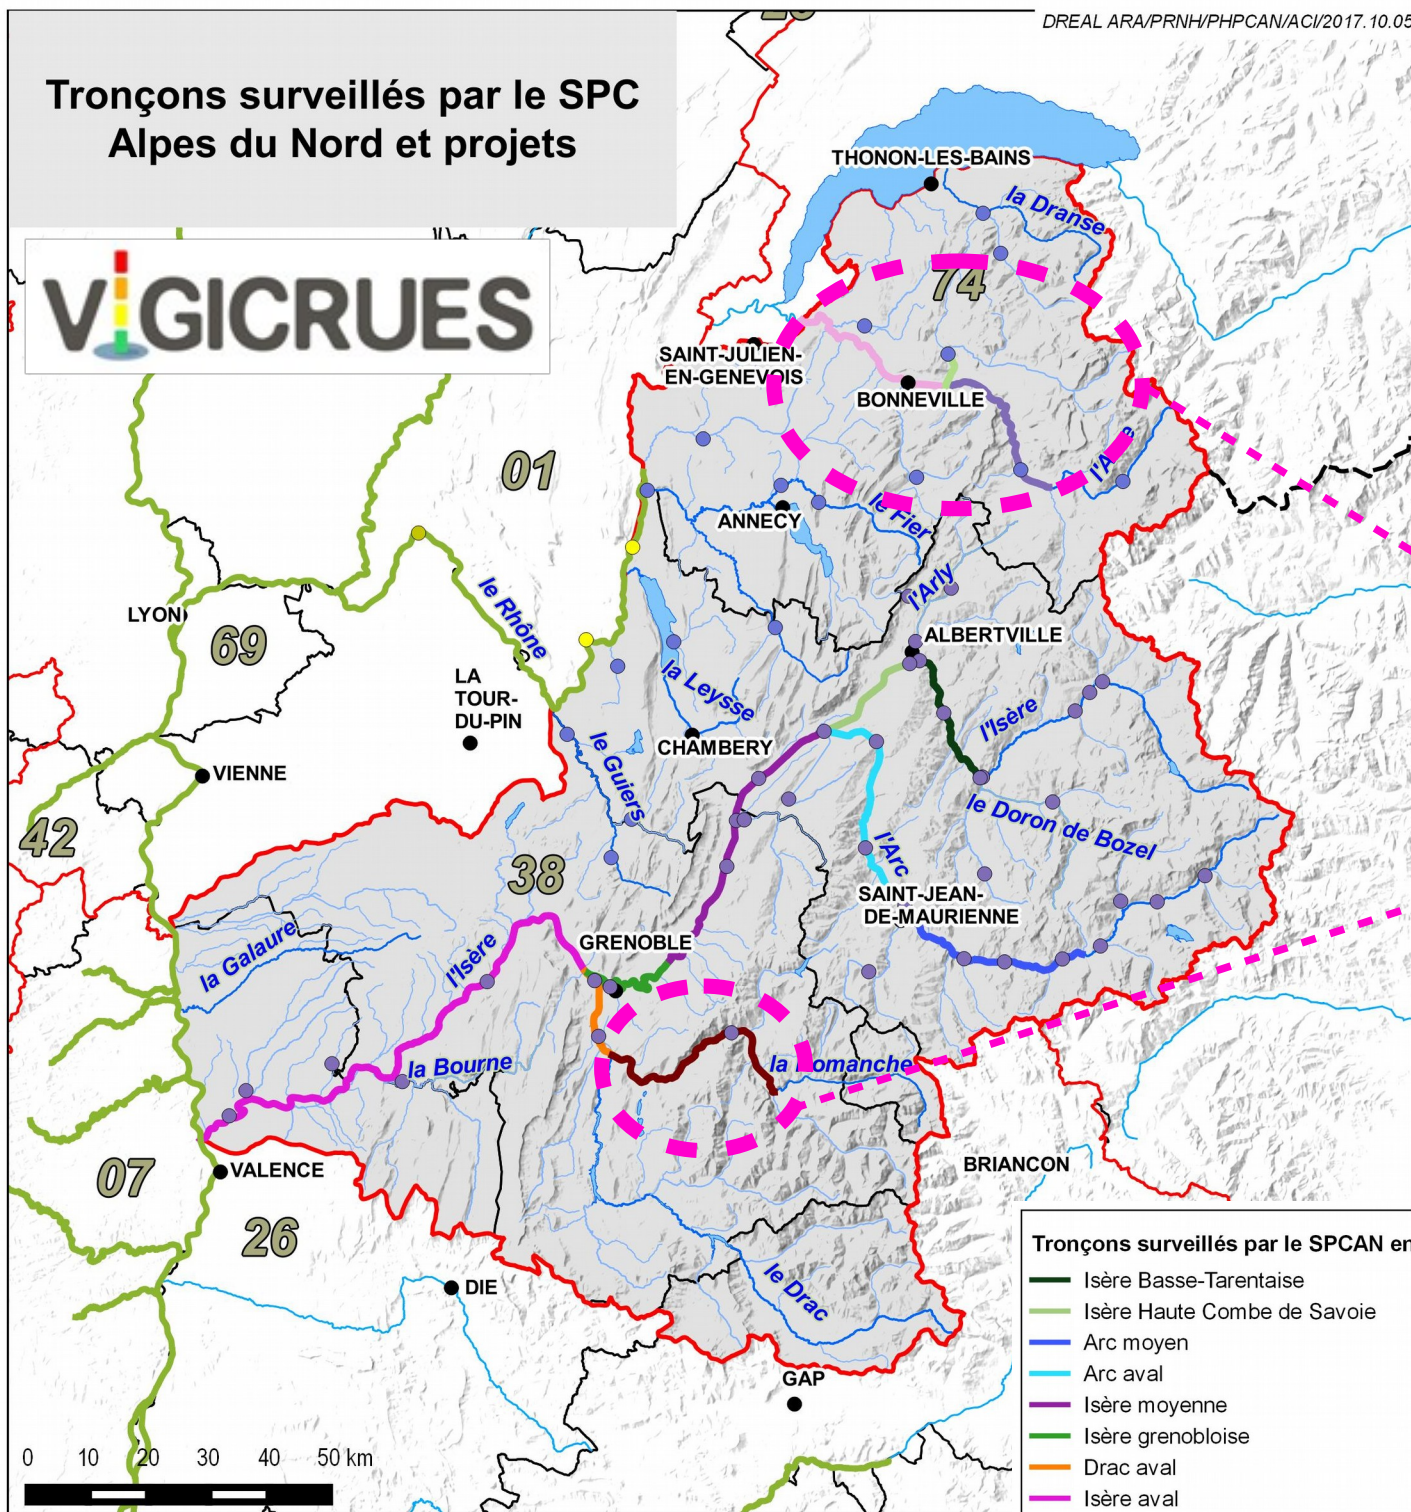 DREAL ARA/PRNH/PHPCAN/ACI/2017.10.05
Tronçons surveillés par le SPC
Alpes du Nord et projets
VIGICRUES
THONON-LES-BAINS
la Dranse
74
SAINT-JULIEN-
EN-GENEVOIS
BONNEVILLE
01
ANNECY
le Fier
l'Arly
le Rhône
LYON
69
ALBERTVILLE
LA
TOUR-
DU-PIN
la Leysse
l'Isère
CHAMBERY
VIENNE
le Guiers
le Doron de Bozel
42
38
l'Arc
SAINT-JEAN-
DE-MAURIENNE
la Galaure
l'Isère
GRENOBLE
la Bourne
la Romanche
07
VALENCE
BRIANCON
26
DIE
le Drac
GAP
Tronçons surveillés par le SPCAN en
Isère Basse-Tarentaise
Isère Haute Combe de Savoie
Arc moyen
Arc aval
Isère moyenne
Isère grenobloise
Drac aval
Isère aval
0 10 20 30 40 50 km